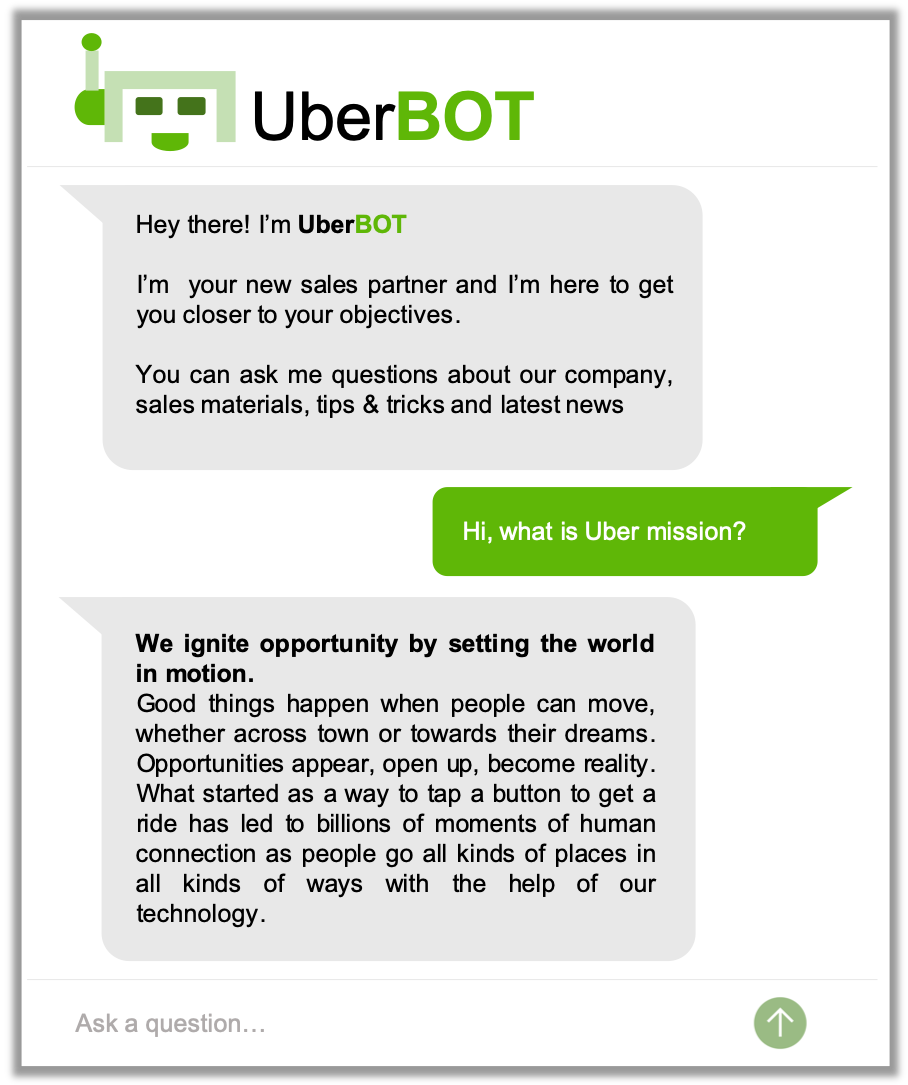 UberBOT
Hey there! I’m UberBOT
I’m your new sales partner and I’m here to get
you closer to your objectives.
You can ask me questions about our company,
sales materials, tips & tricks and latest news
Hi, what is Uber mission?
We ignite opportunity by setting the world
in motion.
Good things happen when people can move,
whether across town or towards their dreams.
Opportunities appear, open up, become reality.
What started as a way to tap a button to get a
ride has led to billions of moments of human
connection as people go all kinds of places in
all kinds of ways with the help of our
technology.
Ask a question…